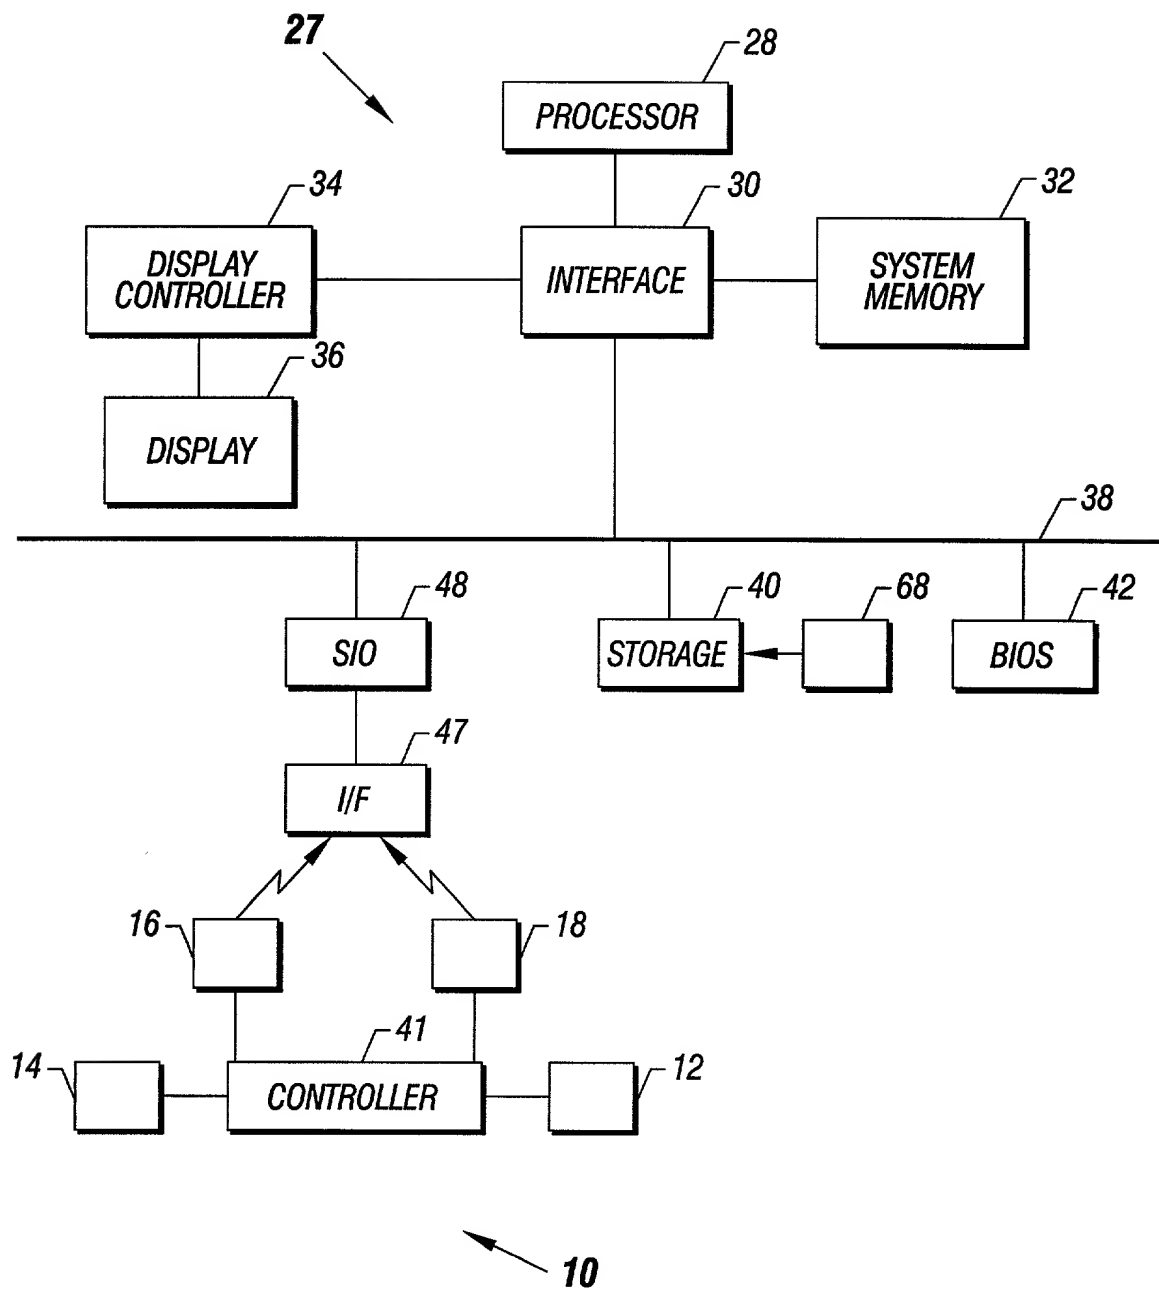 27
28
PROCESSOR
34
30
32
DISPLAY
CONTROLLER
INTERFACE
SYSTEM
MEMORY
36
DISPLAY
38
48
40
68
42
SIO
STORAGE
BIOS
47
I/F
16
18
41
14
12
CONTROLLER
10